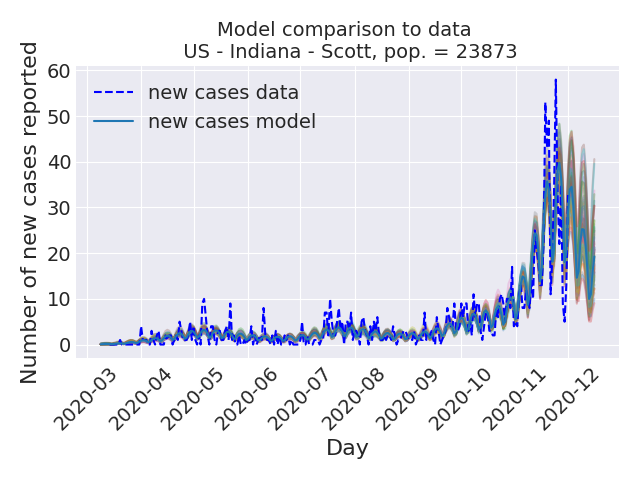 Model comparison to data
US - Indiana - Scott, pop. = 23873
Number of new cases reported
60
50
40
30
20
10
0
new cases data
new cases model
2020-03
2020-04
2020-05
2020-06
2020-07
2020-08
2020-09
2020-10
2020-11
2020-12
Day